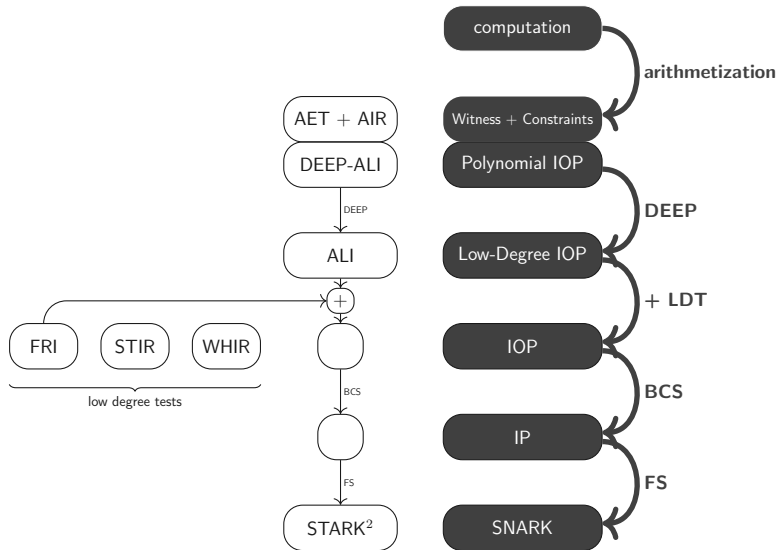 computation
arithmetization
AET + AIR
Witness + Constraints
DEEP-ALI
Polynomial IOP
DEEP
DEEP
ALI
Low-Degree IOP
+
+ LDT
FRI
STIR
WHIR
IOP
low degree tests
BCS
BCS
IP
FS
FS
STARK²
SNARK